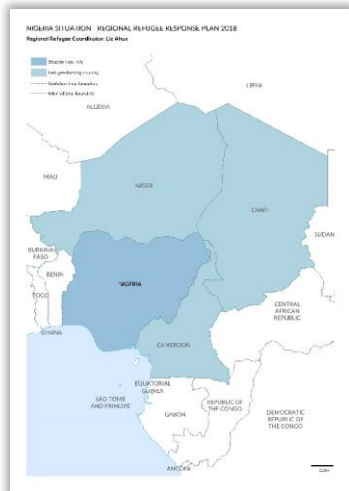 NIGERIA SITUATION - REGIONAL REFUGEE RESPONSE PLAN 2018
Regional Refugee Coordinator: Liz Ahua
LIBYA
ALGERIA
MALI
NIGER
CHAD
SUDAN
BURKINA
FASO
BENIN
NIGERIA
TOGO
GHANA
CENTRAL
AFRICAN
REPUBLIC
CAMEROON
EQUATORIAL
GUINEA
SAO TOME
AND PRINCIPE
GABON
REPUBLIC OF
THE CONGO
DEMOCRATIC
REPUBLIC OF
THE CONGO
ANGOLA